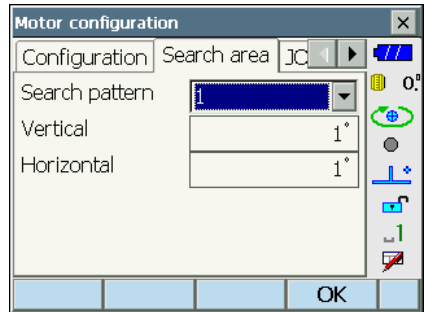 Motor configuration
Configuration Search area JC
Search pattern 1
Vertical 1°
Horizontal 1°
OK
0."
1